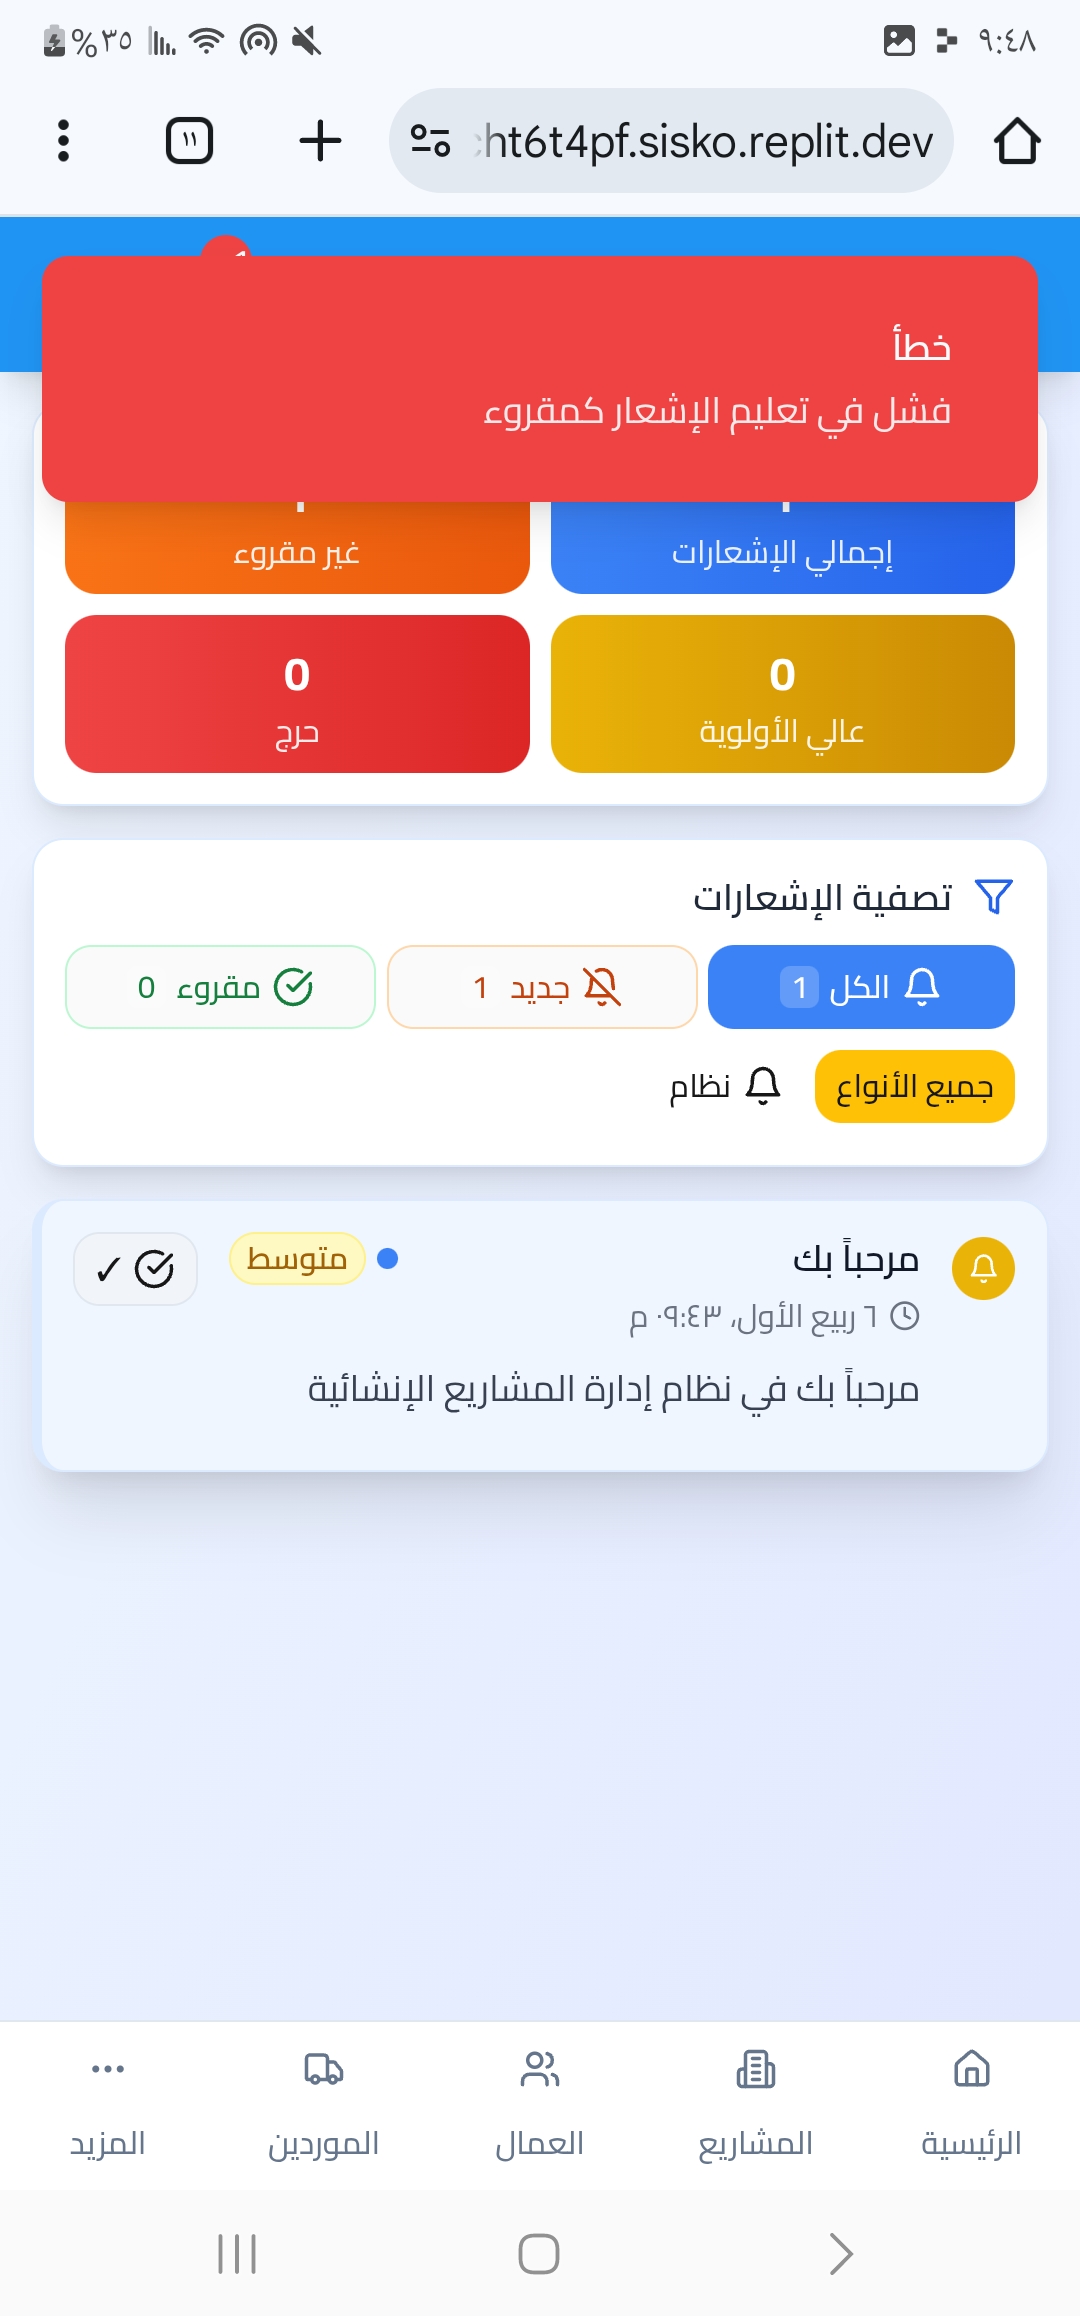 ٩:٤٨
%٣٥
ht6t4pf.sisko.replit.dev
١١
خطأ
فشل في تعليم الإشعار كمقروء
إجمالي الإشعارات
غير مقروء
0
عالي الأولوية
0
حرج
تصفية الإشعارات
الكل 1
جديد 1
مقروء 0
جميع الأنواع
نظام
مرحباً بك
متوسط
✓
٦ ربيع الأول، ٠٩:٤٣ م
مرحباً بك في نظام إدارة المشاريع الإنشائية
الرئيسية
المشاريع
العمال
الموردين
المزيد